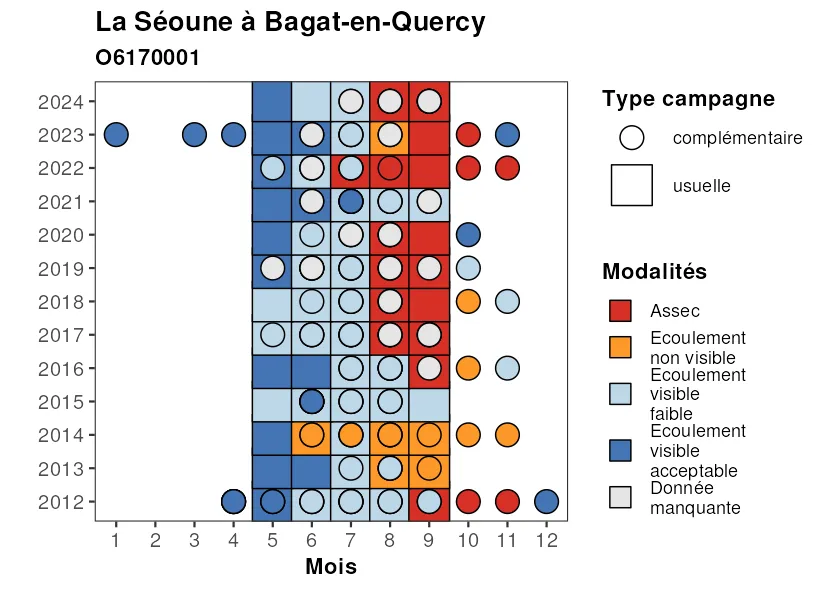 La Séoune à Bagat-en-Quercy
O6170001
2024
2023
2022
2021
2020
2019
2018
2017
2016
2015
2014
2013
2012
1 2 3 4 5 6 7 8 9 10 11 12
Mois
Type campagne
complémentaire
usuelle
Modalités
Assec
Ecoulement
non visible
Ecoulement
visible
faible
Ecoulement
visible
acceptable
Donnée
manquante